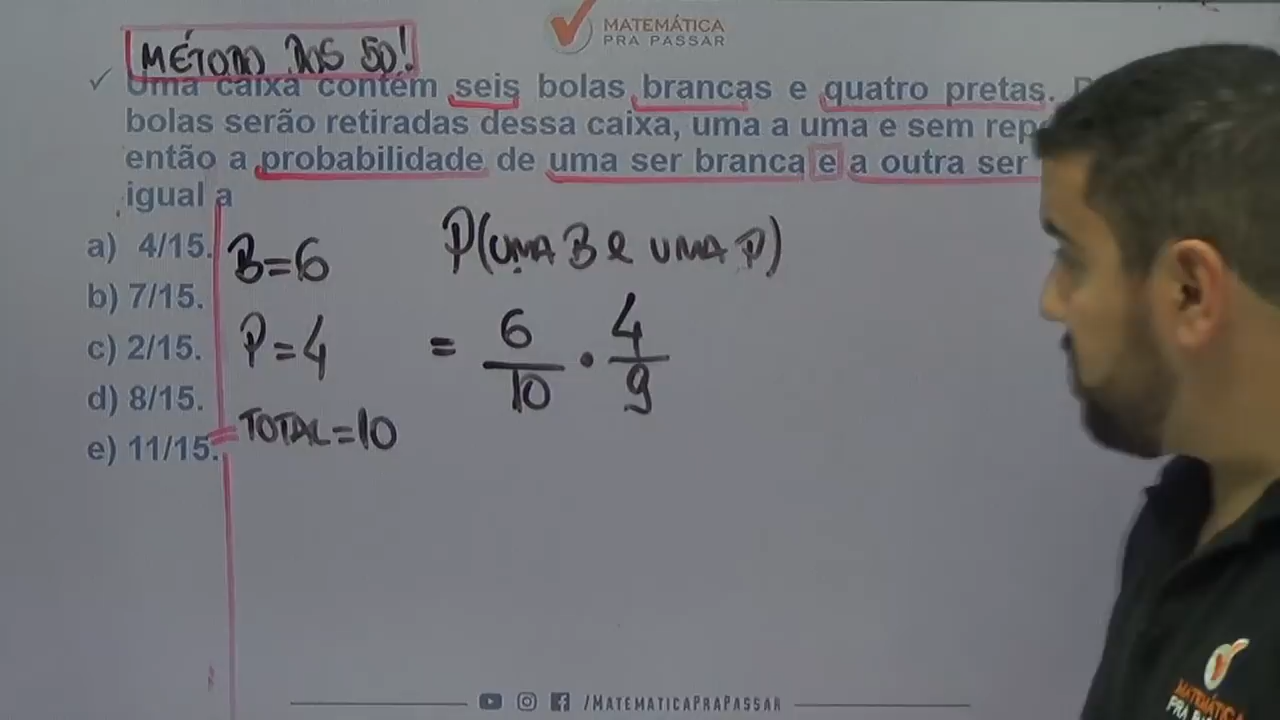 MATEMÁTICA
PRA PASSAR
MÉTODO DOS 50!
Uma caixa contém seis bolas brancas e quatro pretas.
bolas serão retiradas dessa caixa, uma a uma e sem
então a probabilidade de uma ser branca e a outra ser
igual a
a) 4/15.
b) 7/15.
c) 2/15.
d) 8/15.
e) 11/15.
B=6
P=4
TOTAL=10
P(UMA B e UMA P)
= 6/10 · 4/9
/MATEMATICAPRAPASSAR
MATEMÁTICA
PRA